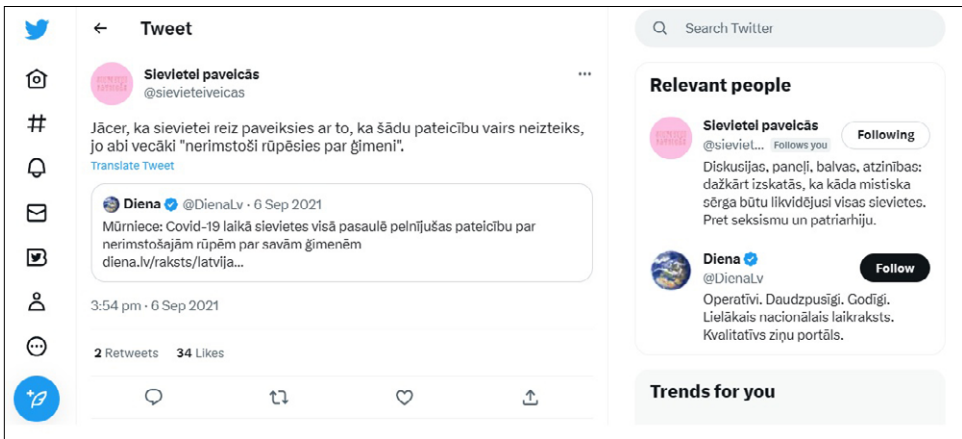 Tweet
Sievietei paveicās
@sievieteiveicas
Jācer, ka sievietei reiz paveiksies ar to, ka šādu pateicību vairs neizteiks,
jo abi vecāki "nerimstoši rūpēsies par ģimeni".
Translate Tweet
Diena @DienaLv · 6 Sep 2021
Mūrniece: Covid-19 laikā sievietes visā pasaulē pelnījušas pateicību par
nerimstošajām rūpēm par savām ģimenēm
diena.lv/raksts/latvija...
3:54 pm · 6 Sep 2021
2 Retweets 34 Likes
Search Twitter
Relevant people
Sievietei paveicās
@sieviet... Follows you
Following
Diskusijas, paneļi, balvas, atzinības:
dažkārt izskatās, ka kāda mistiska
sērga būtu likvidējusi visas sievietes.
Pret seksismu un patriarhiju.
Diena
@DienaLv
Follow
Operatīvi. Daudzpusīgi. Godīgi.
Lielākais nacionālais laikraksts.
Kvalitatīvs ziņu portāls.
Trends for you